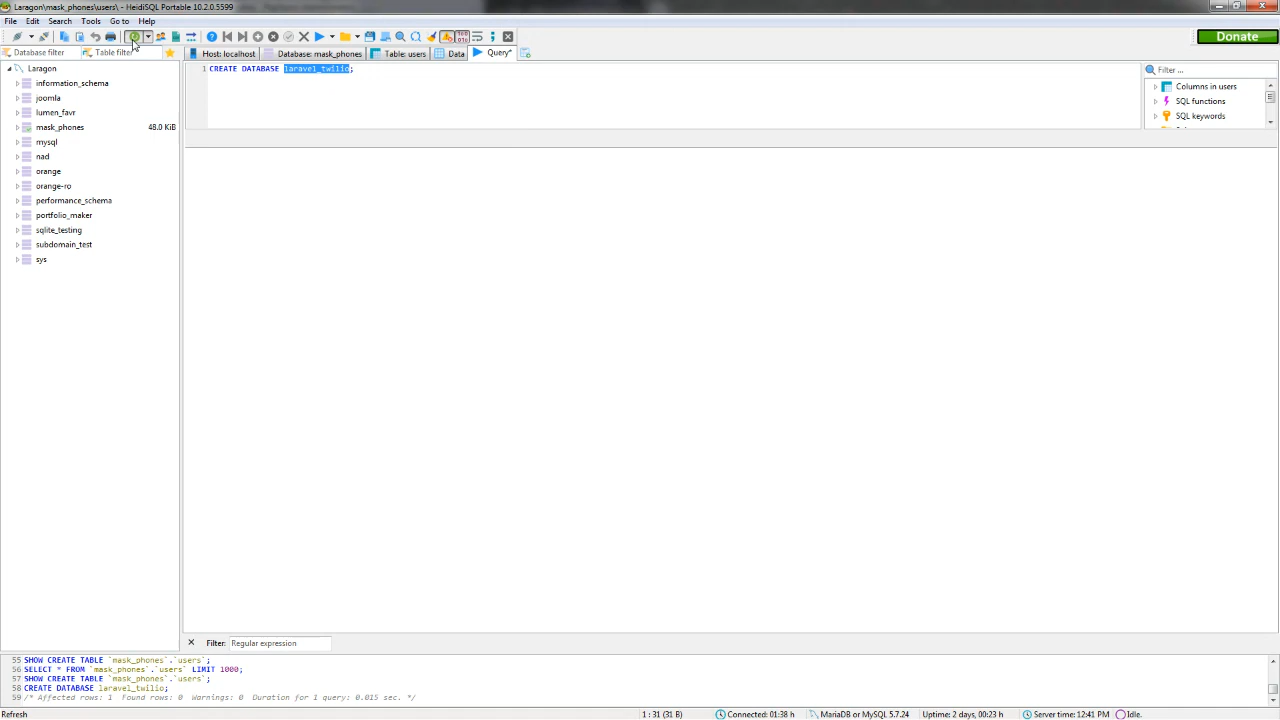 Laragon\mask_phones\users\ - HeidiSQL Portable 10.2.0.5599
File Edit Search Tools Go to Help
Donate
Database filter Table filter
Host: localhost Database: mask_phones Table: users Data Query*
1 CREATE DATABASE laravel_twilio;
Filter ...
Columns in users
SQL functions
SQL keywords
Laragon
information_schema
joomla
lumen_favr
mask_phones 48.0 KiB
mysql
nad
orange
orange-ro
performance_schema
portfolio_maker
sqlite_testing
subdomain_test
sys
Filter: Regular expression
55 SHOW CREATE TABLE `mask_phones`.`users`;
56 SELECT * FROM `mask_phones`.`users` LIMIT 1000;
57 SHOW CREATE TABLE `mask_phones`.`users`;
58 CREATE DATABASE laravel_twilio;
59 /* Affected rows: 1 Found rows: 0 Warnings: 0 Duration for 1 query: 0.015 sec. */
Refresh 1 : 31 (31 B) Connected: 01:38 h MariaDB or MySQL 5.7.24 Uptime: 2 days, 00:23 h Server time: 12:41 PM Idle.